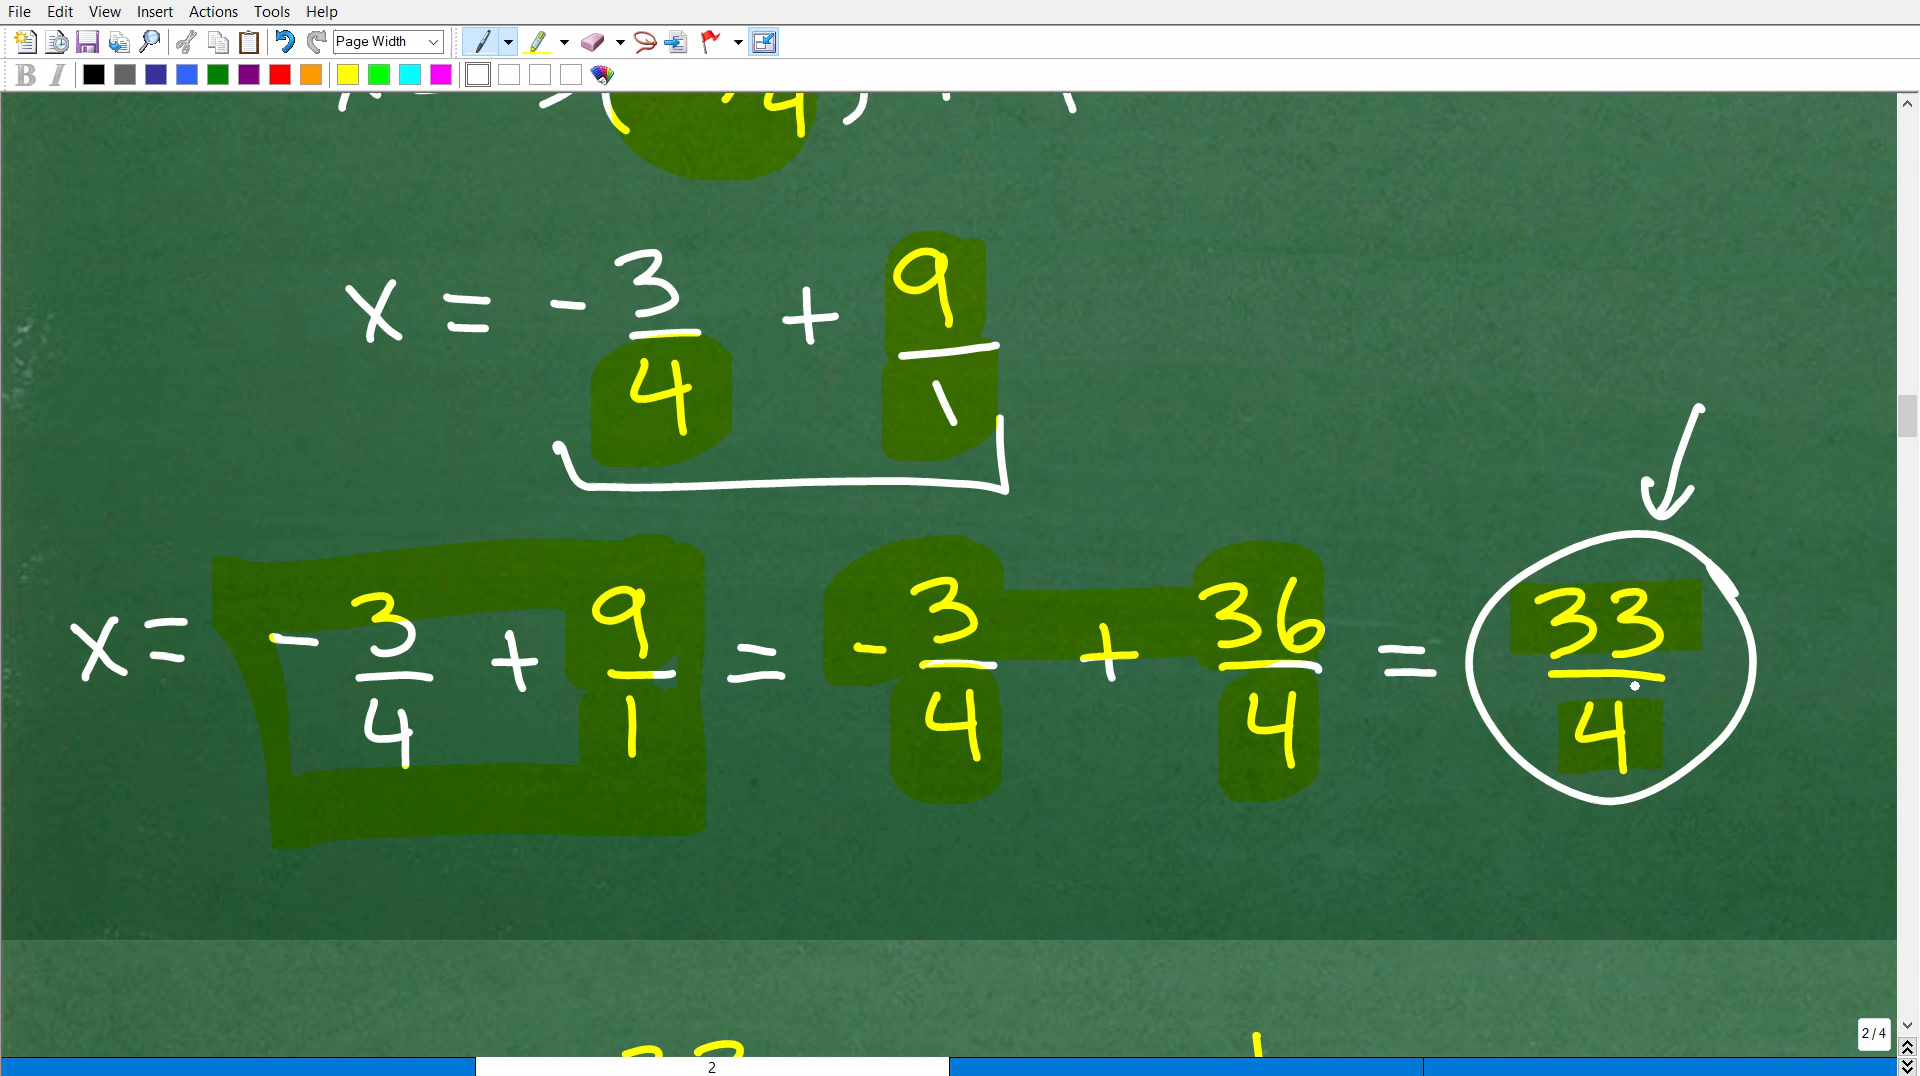 File Edit View Insert Actions Tools Help
Page Width
B I
x = - 3/4 + 9/1
x = - 3/4 + 9/1 = - 3/4 + 36/4 = 33/4
2 / 4
2